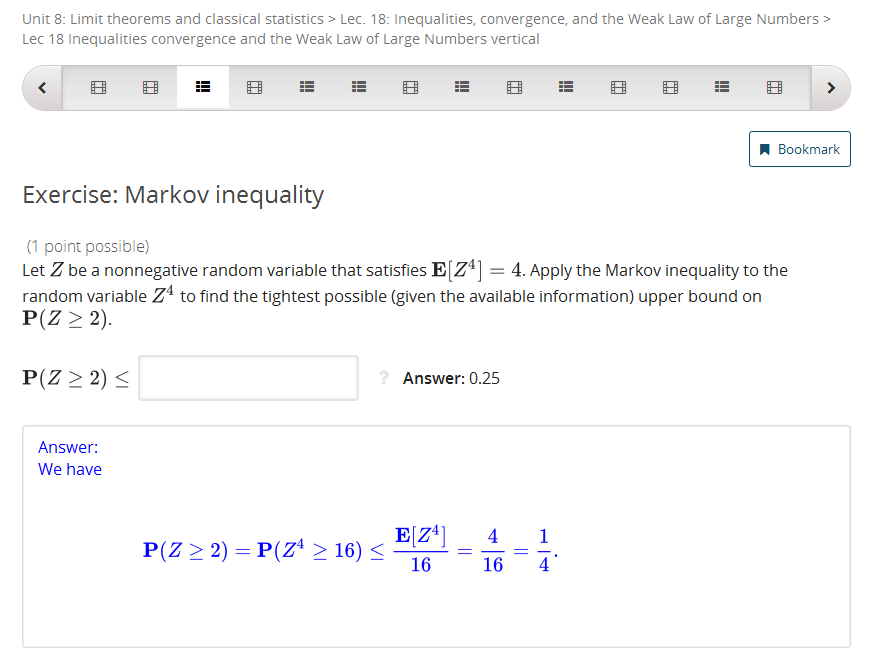 Unit 8: Limit theorems and classical statistics > Lec. 18: Inequalities, convergence, and the Weak Law of Large Numbers >
Lec 18 Inequalities convergence and the Weak Law of Large Numbers vertical
Bookmark
Exercise: Markov inequality
(1 point possible)
Let Z be a nonnegative random variable that satisfies E[Z⁴] = 4. Apply the Markov inequality to the
random variable Z⁴ to find the tightest possible (given the available information) upper bound on
P(Z ≥ 2).
P(Z ≥ 2) ≤ ? Answer: 0.25
Answer:
We have
P(Z ≥ 2) = P(Z⁴ ≥ 16) ≤ E[Z⁴]/16 = 4/16 = 1/4.